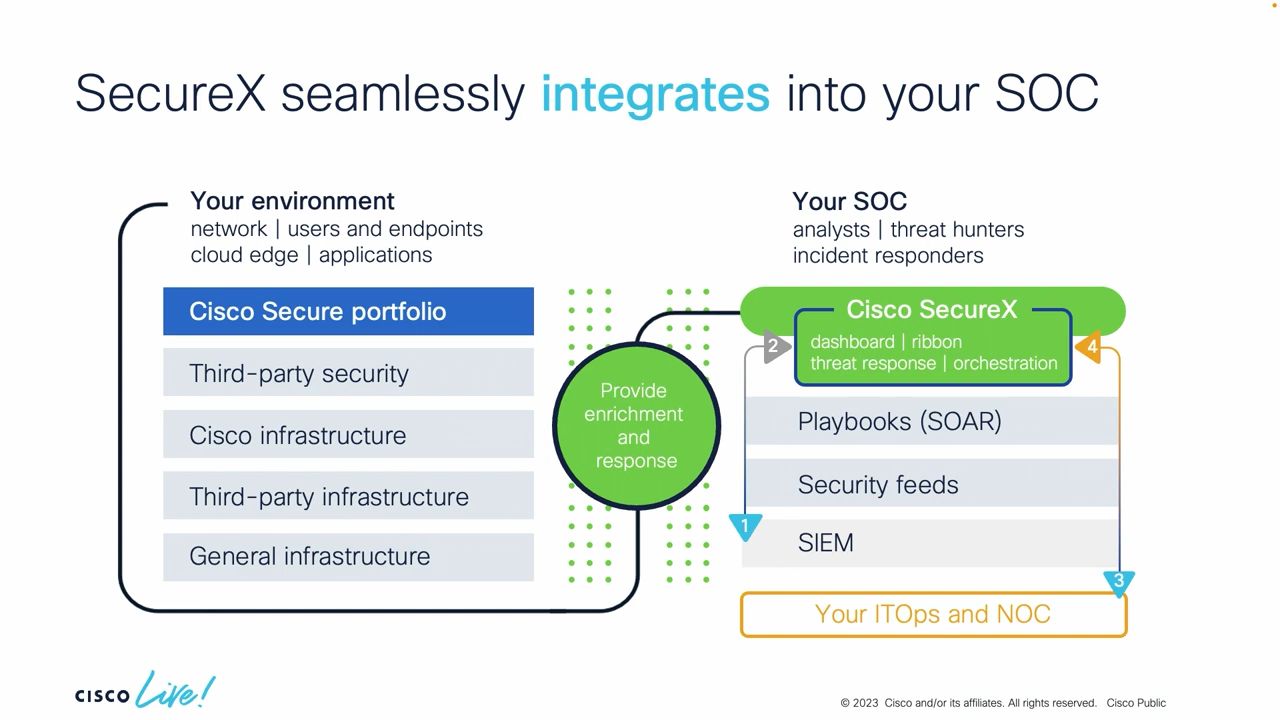 SecureX seamlessly integrates into your SOC
Your environment
network | users and endpoints
cloud edge | applications
Cisco Secure portfolio
Third-party security
Cisco infrastructure
Third-party infrastructure
General infrastructure
Provide
enrichment
and
response
Your SOC
analysts | threat hunters
incident responders
Cisco SecureX
dashboard | ribbon
threat response | orchestration
2
4
Playbooks (SOAR)
Security feeds
1
SIEM
3
Your ITOps and NOC
CISCO Live!
© 2023 Cisco and/or its affiliates. All rights reserved. Cisco Public